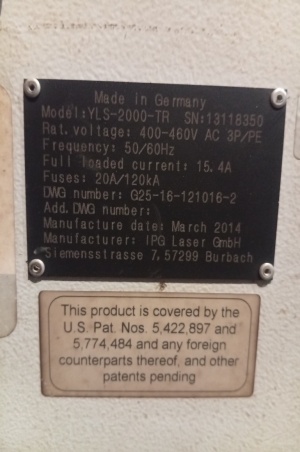 Made in Germany
Model:YLS-2000-TR SN:13118350
Rat. voltage: 400-460V AC 3P/PE
Frequency: 50/60Hz
Full loaded current: 15.4A
Fuses: 20A/120kA
DWG number: G25-16-121016-2
Add. DWG number:
Manufacture date: March 2014
Manufacturer: IPG Laser GmbH
Siemensstrasse 7,57299 Burbach
This product is covered by the
U.S. Pat. Nos. 5,422,897 and
5,774,484 and any foreign
counterparts thereof, and other
patents pending